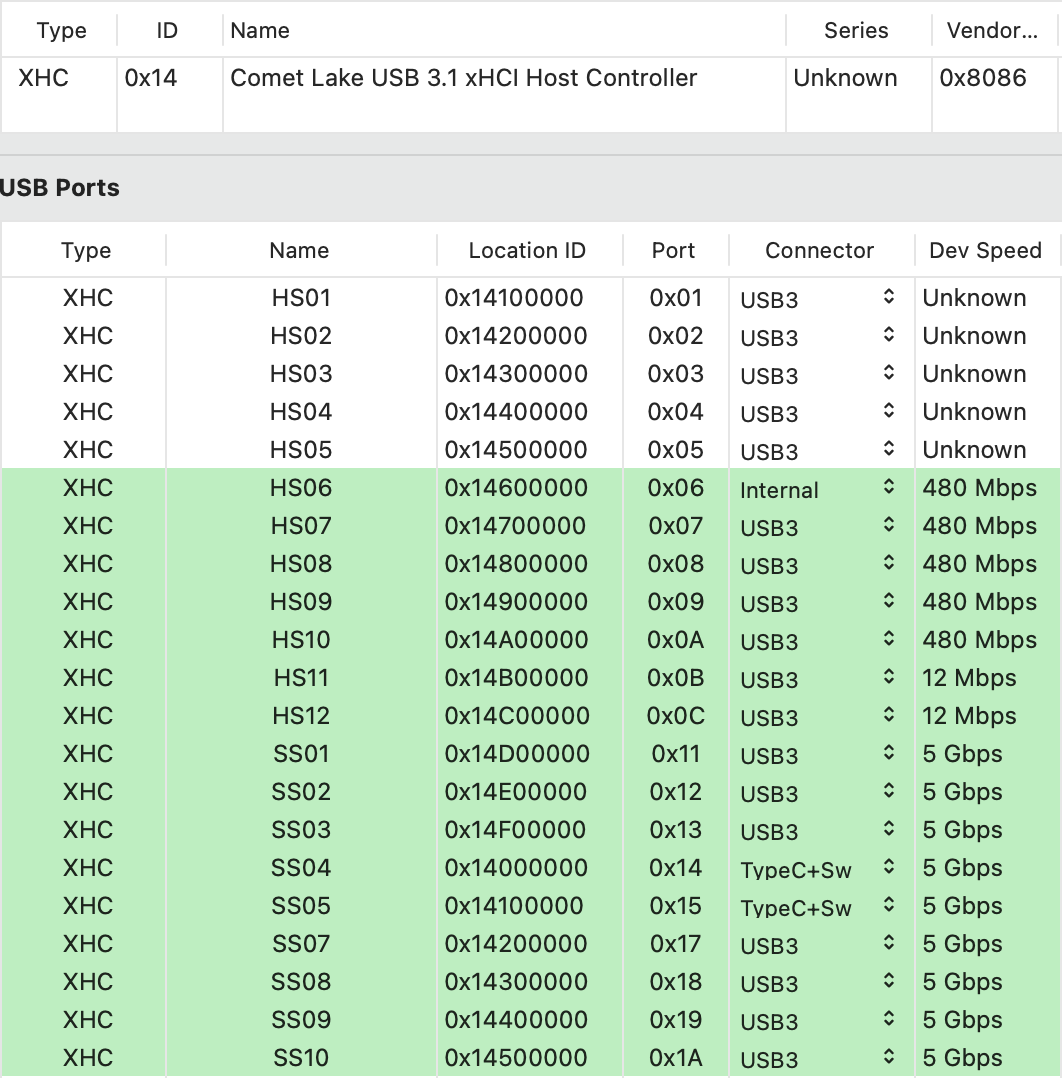 Type ID Name Series Vendor...
XHC 0x14 Comet Lake USB 3.1 xHCI Host Controller Unknown 0x8086
USB Ports
Type Name Location ID Port Connector Dev Speed
XHC HS01 0x14100000 0x01 USB3 Unknown
XHC HS02 0x14200000 0x02 USB3 Unknown
XHC HS03 0x14300000 0x03 USB3 Unknown
XHC HS04 0x14400000 0x04 USB3 Unknown
XHC HS05 0x14500000 0x05 USB3 Unknown
XHC HS06 0x14600000 0x06 Internal 480 Mbps
XHC HS07 0x14700000 0x07 USB3 480 Mbps
XHC HS08 0x14800000 0x08 USB3 480 Mbps
XHC HS09 0x14900000 0x09 USB3 480 Mbps
XHC HS10 0x14A00000 0x0A USB3 480 Mbps
XHC HS11 0x14B00000 0x0B USB3 12 Mbps
XHC HS12 0x14C00000 0x0C USB3 12 Mbps
XHC SS01 0x14D00000 0x11 USB3 5 Gbps
XHC SS02 0x14E00000 0x12 USB3 5 Gbps
XHC SS03 0x14F00000 0x13 USB3 5 Gbps
XHC SS04 0x14000000 0x14 TypeC+Sw 5 Gbps
XHC SS05 0x14100000 0x15 TypeC+Sw 5 Gbps
XHC SS07 0x14200000 0x17 USB3 5 Gbps
XHC SS08 0x14300000 0x18 USB3 5 Gbps
XHC SS09 0x14400000 0x19 USB3 5 Gbps
XHC SS10 0x14500000 0x1A USB3 5 Gbps